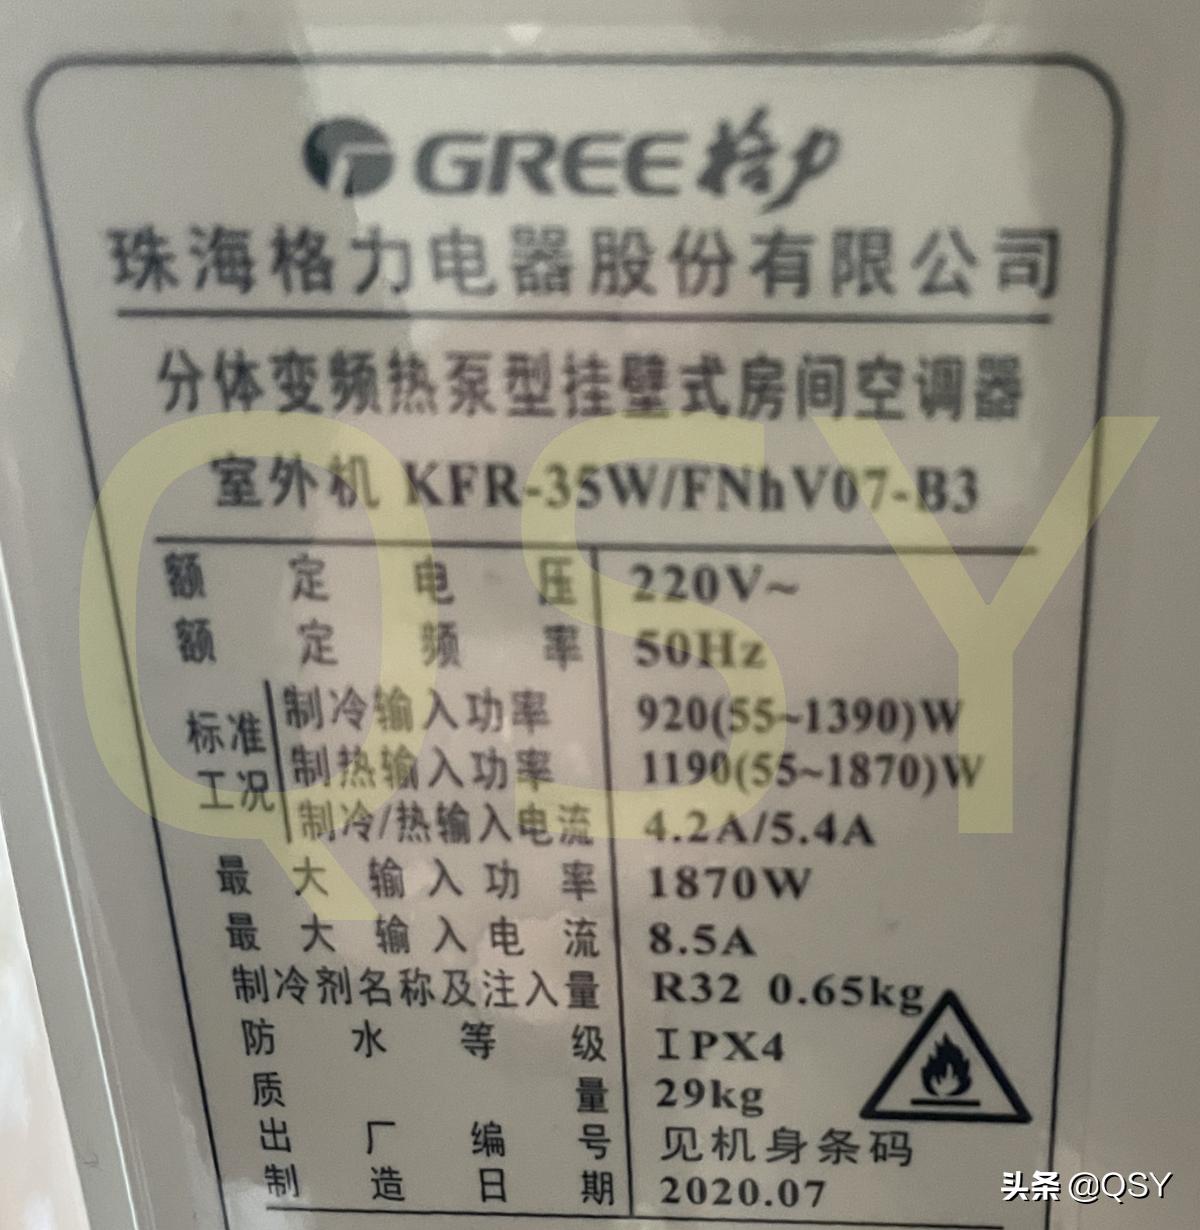 GREE格力
珠海格力电器股份有限公司
分体变频热泵型挂壁式房间空调器
室外机 KFR-35W/FNhV07-B3
额定电压 220V~
额定频率 50Hz
标准工况 制冷输入功率 920(55~1390)W
制热输入功率 1190(55~1870)W
制冷/热输入电流 4.2A/5.4A
最大输入功率 1870W
最大输入电流 8.5A
制冷剂名称及注入量 R32 0.65kg
防水等级 IPX4
质量 29kg
出厂编号 见机身条码
制造日期 2020.07
QSY
头条 @QSY